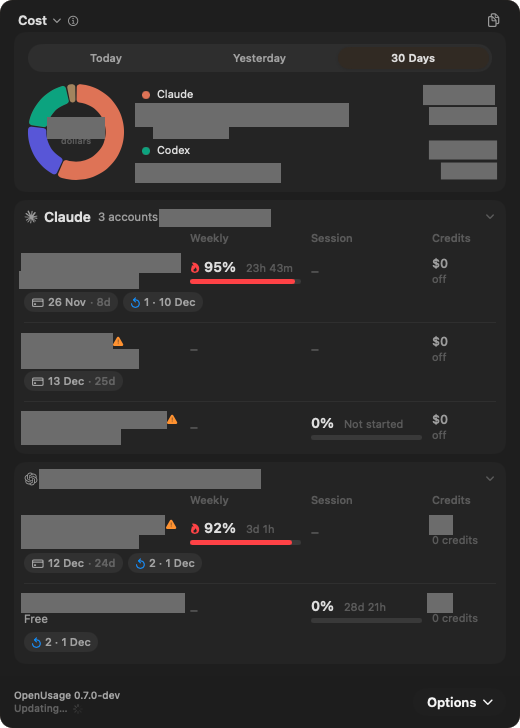 Cost
Today Yesterday 30 Days
dollars
Claude
Codex
Claude 3 accounts
Weekly Session Credits
95% 23h 43m – $0
off
26 Nov · 8d 1 · 10 Dec
– – $0
off
13 Dec · 25d
– 0% Not started $0
off
Weekly Session Credits
92% 3d 1h –
0 credits
12 Dec · 24d 2 · 1 Dec
– 0% 28d 21h
Free 0 credits
2 · 1 Dec
OpenUsage 0.7.0-dev
Updating...
Options